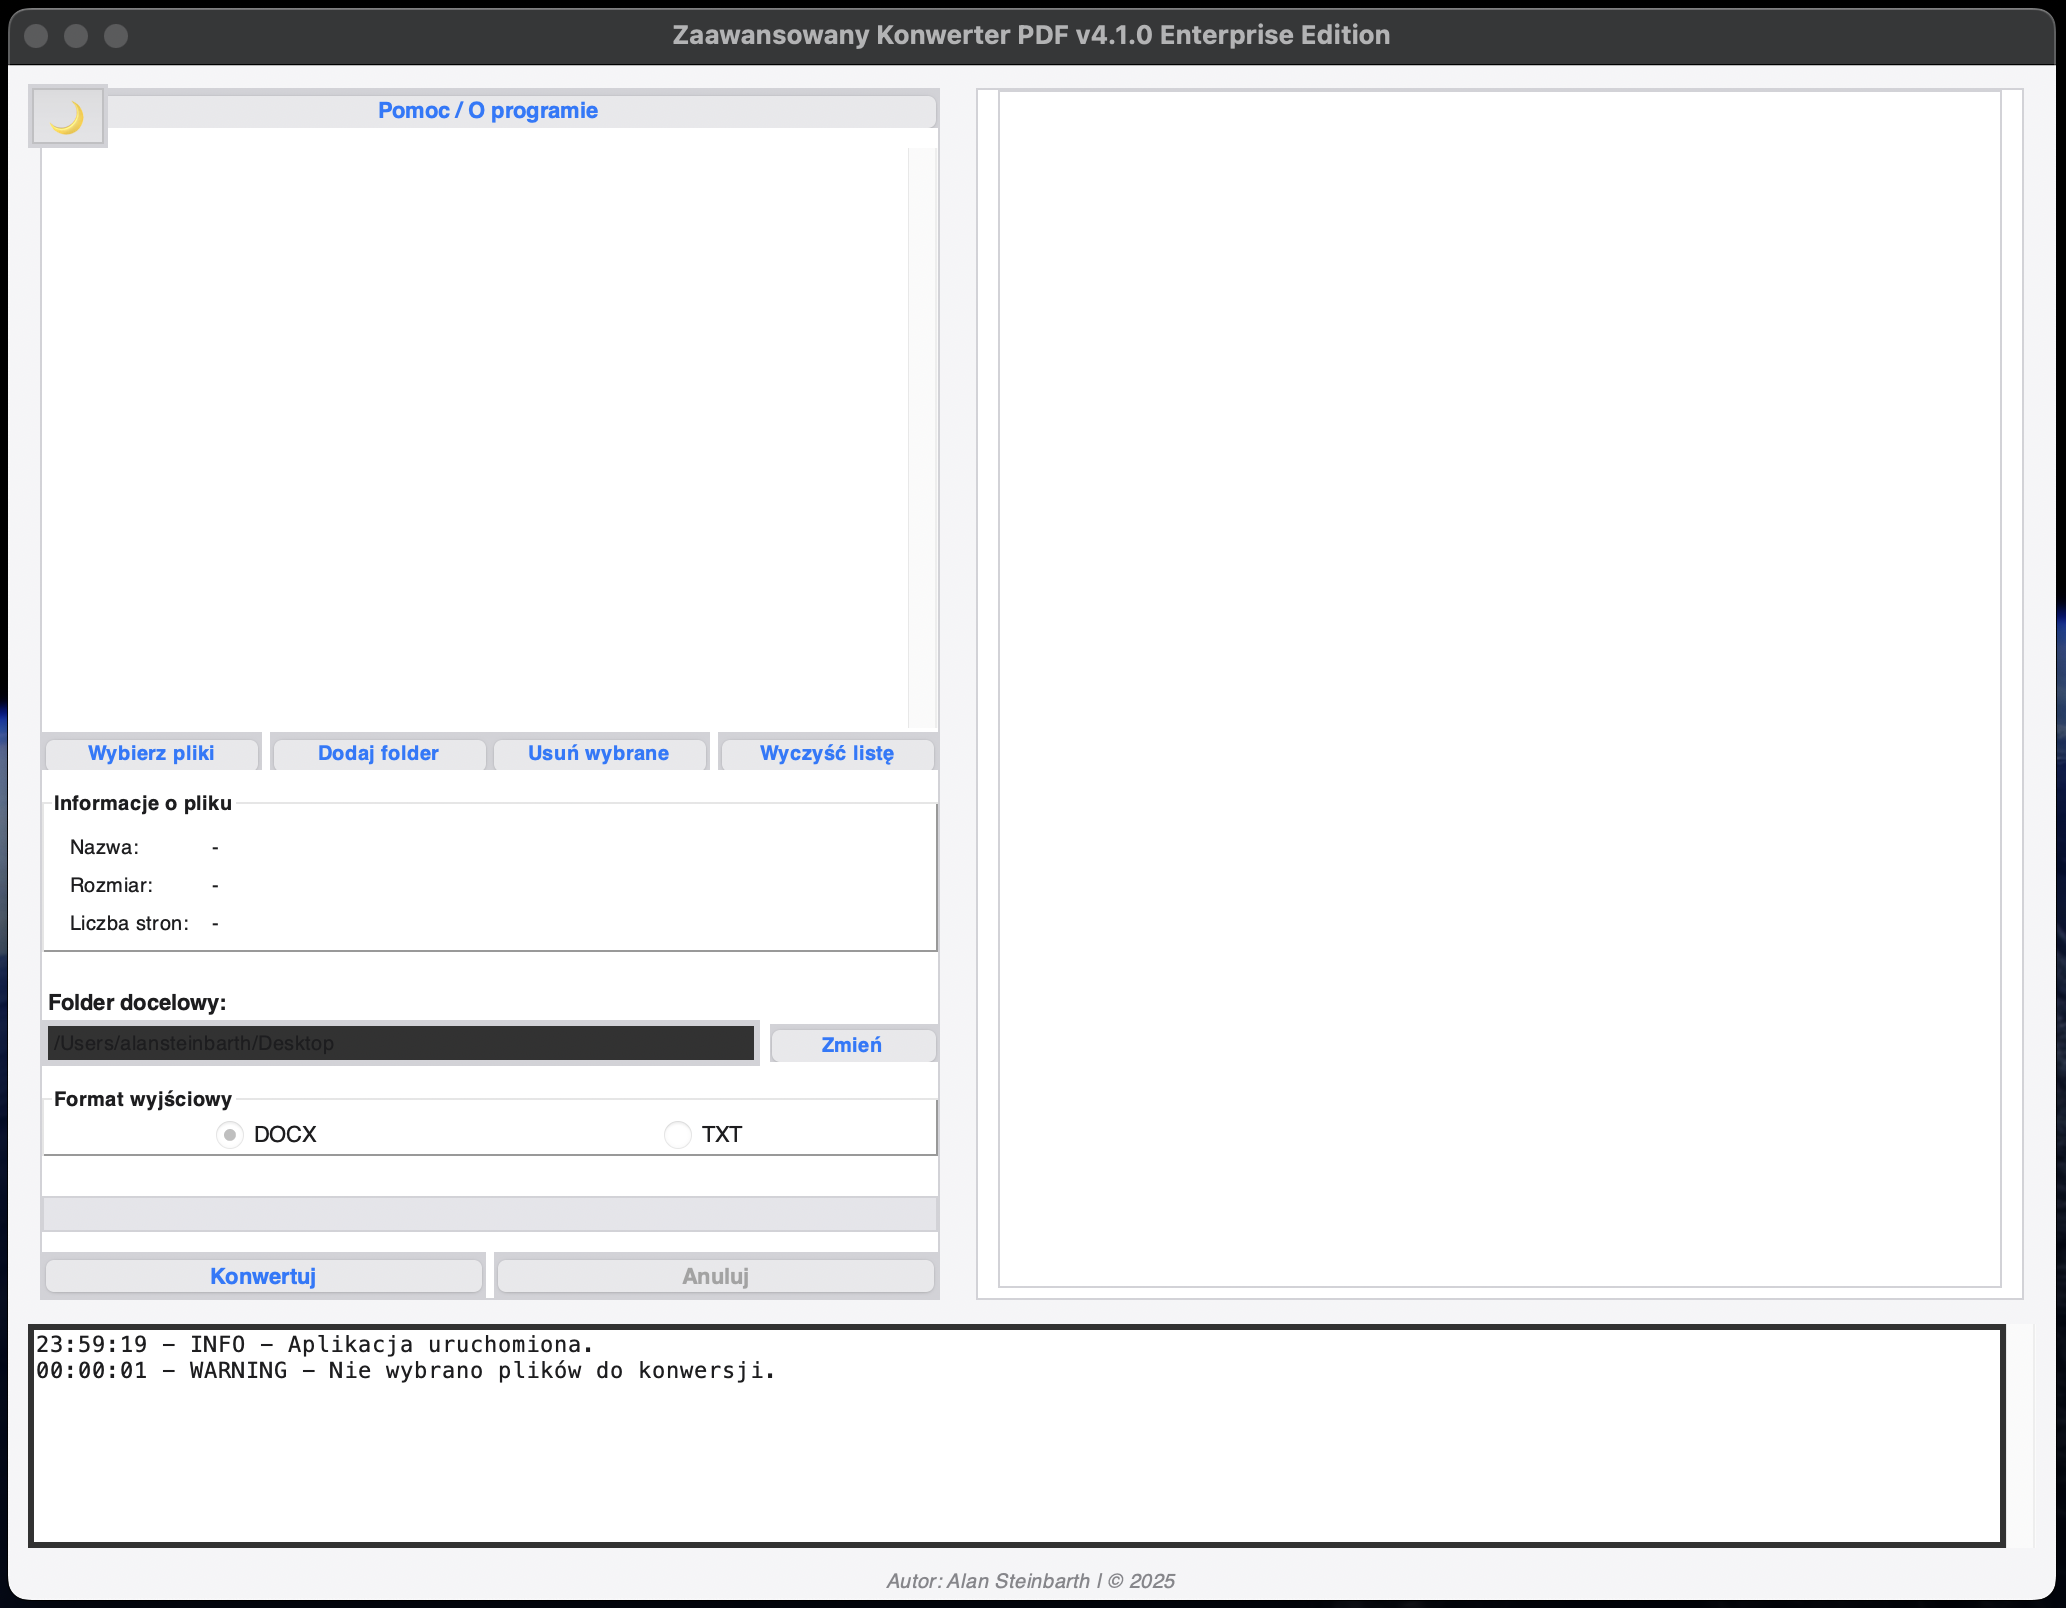 Zaawansowany Konwerter PDF v4.1.0 Enterprise Edition
Pomoc / O programie
Wybierz pliki Dodaj folder Usuń wybrane Wyczyść listę
Informacje o pliku
Nazwa: -
Rozmiar: -
Liczba stron: -
Folder docelowy:
/Users/alansteinbarth/Desktop Zmień
Format wyjściowy
DOCX TXT
Konwertuj Anuluj
23:59:19 - INFO - Aplikacja uruchomiona.
00:00:01 - WARNING - Nie wybrano plików do konwersji.
Autor: Alan Steinbarth | © 2025